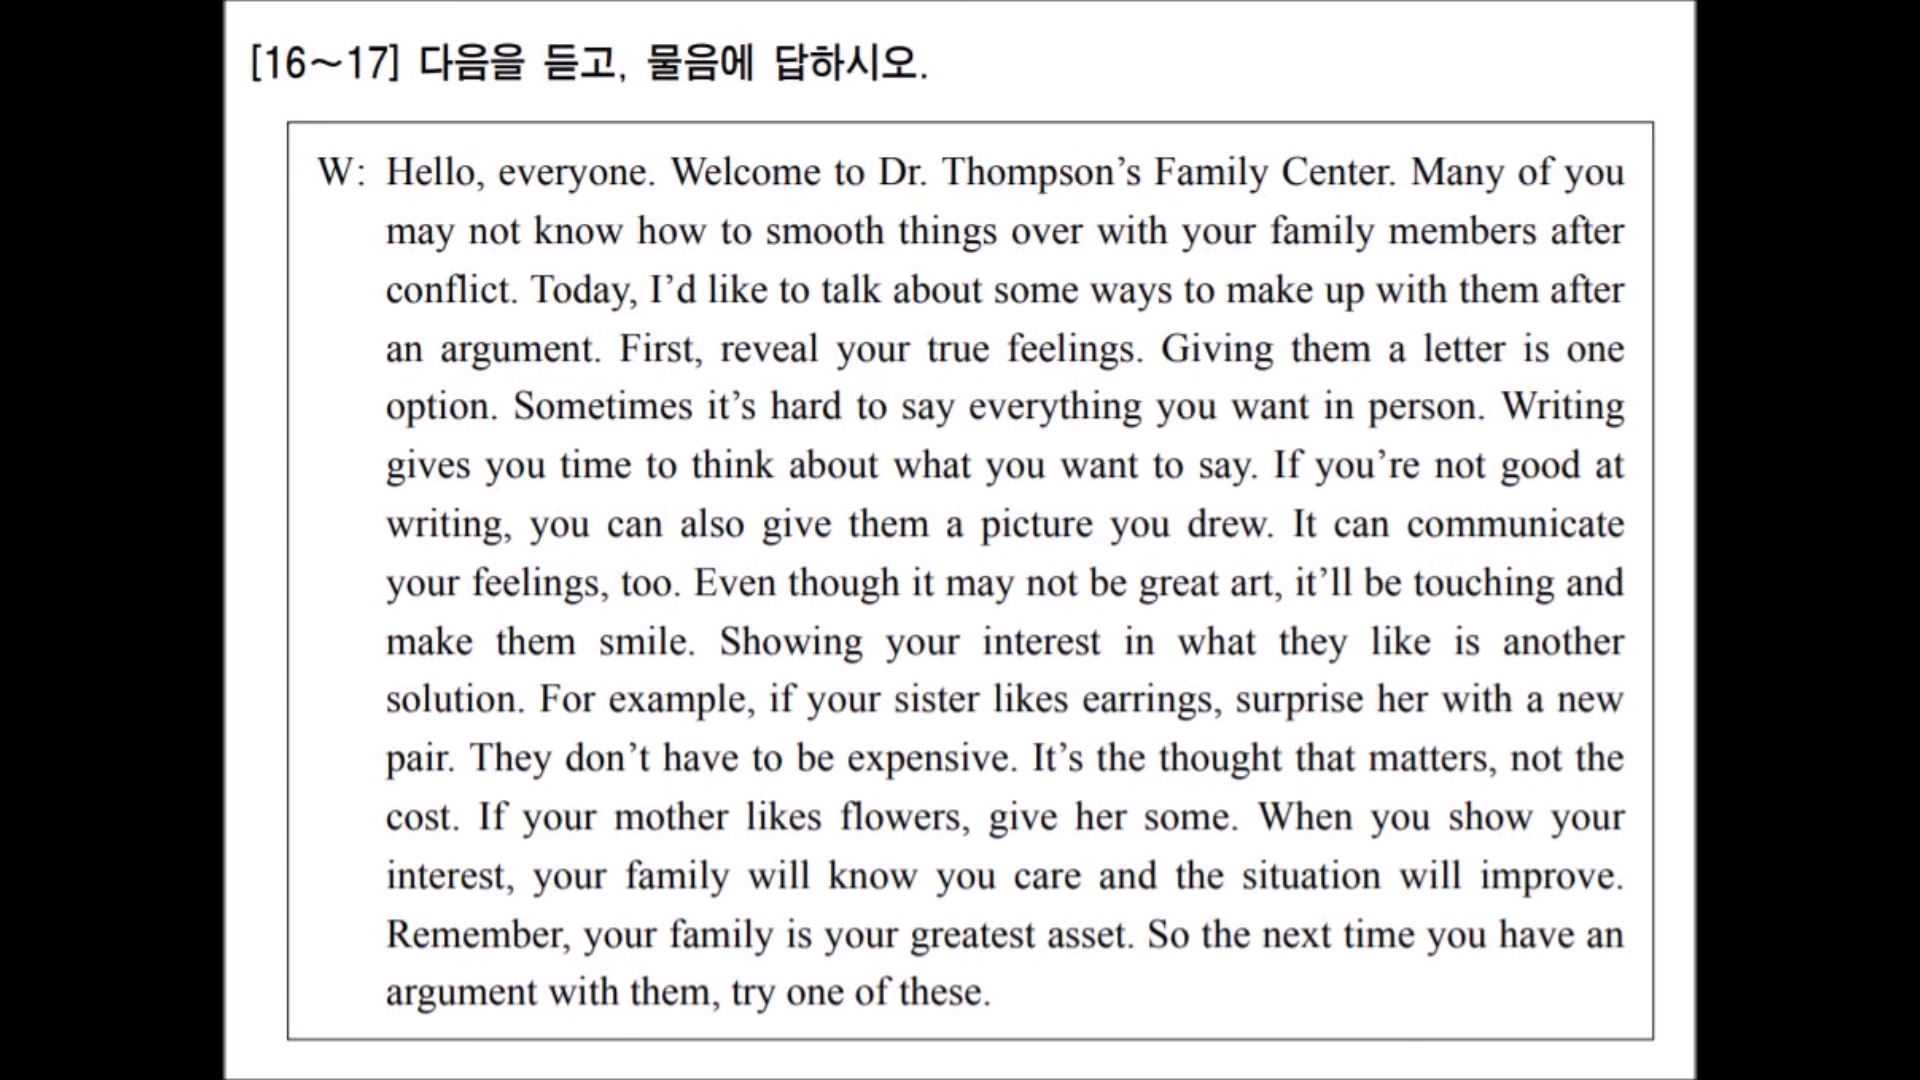 [16～17] 다음을 듣고, 물음에 답하시오.
W: Hello, everyone. Welcome to Dr. Thompson’s Family Center. Many of you
may not know how to smooth things over with your family members after
conflict. Today, I’d like to talk about some ways to make up with them after
an argument. First, reveal your true feelings. Giving them a letter is one
option. Sometimes it’s hard to say everything you want in person. Writing
gives you time to think about what you want to say. If you’re not good at
writing, you can also give them a picture you drew. It can communicate
your feelings, too. Even though it may not be great art, it’ll be touching and
make them smile. Showing your interest in what they like is another
solution. For example, if your sister likes earrings, surprise her with a new
pair. They don’t have to be expensive. It’s the thought that matters, not the
cost. If your mother likes flowers, give her some. When you show your
interest, your family will know you care and the situation will improve.
Remember, your family is your greatest asset. So the next time you have an
argument with them, try one of these.